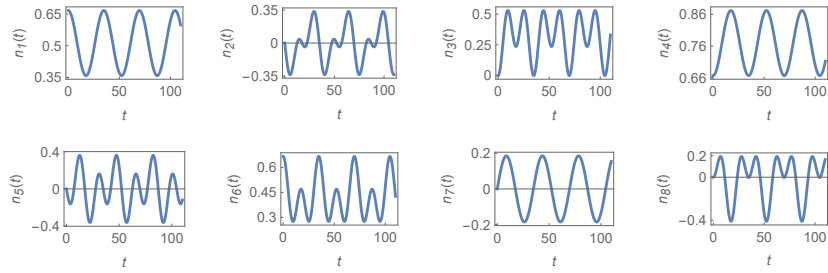 0.65 0.5 0.35 n1(t) 0 50 100 t
0.35 0 −0.35 n2(t) 0 50 100 t
0.5 0.25 0 n3(t) 0 50 100 t
0.86 0.76 0.66 n4(t) 0 50 100 t
0.4 0 −0.4 n5(t) 0 50 100 t
0.6 0.45 0.3 n6(t) 0 50 100 t
0.2 0 −0.2 n7(t) 0 50 100 t
0.2 0 −0.4 n8(t) 0 50 100 t